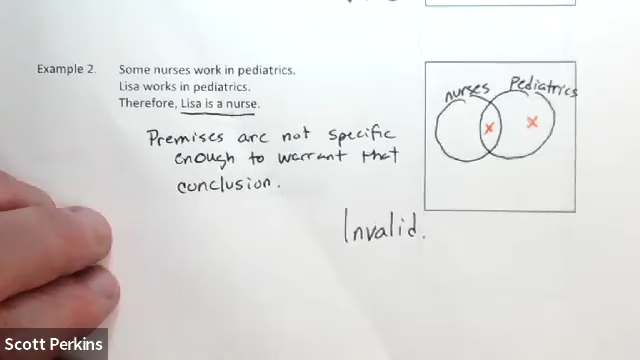 Example 2. Some nurses work in pediatrics.
Lisa works in pediatrics.
Therefore, Lisa is a nurse.
Premises are not specific
enough to warrant that
conclusion.
Invalid.
nurses Pediatrics
x x
Scott Perkins